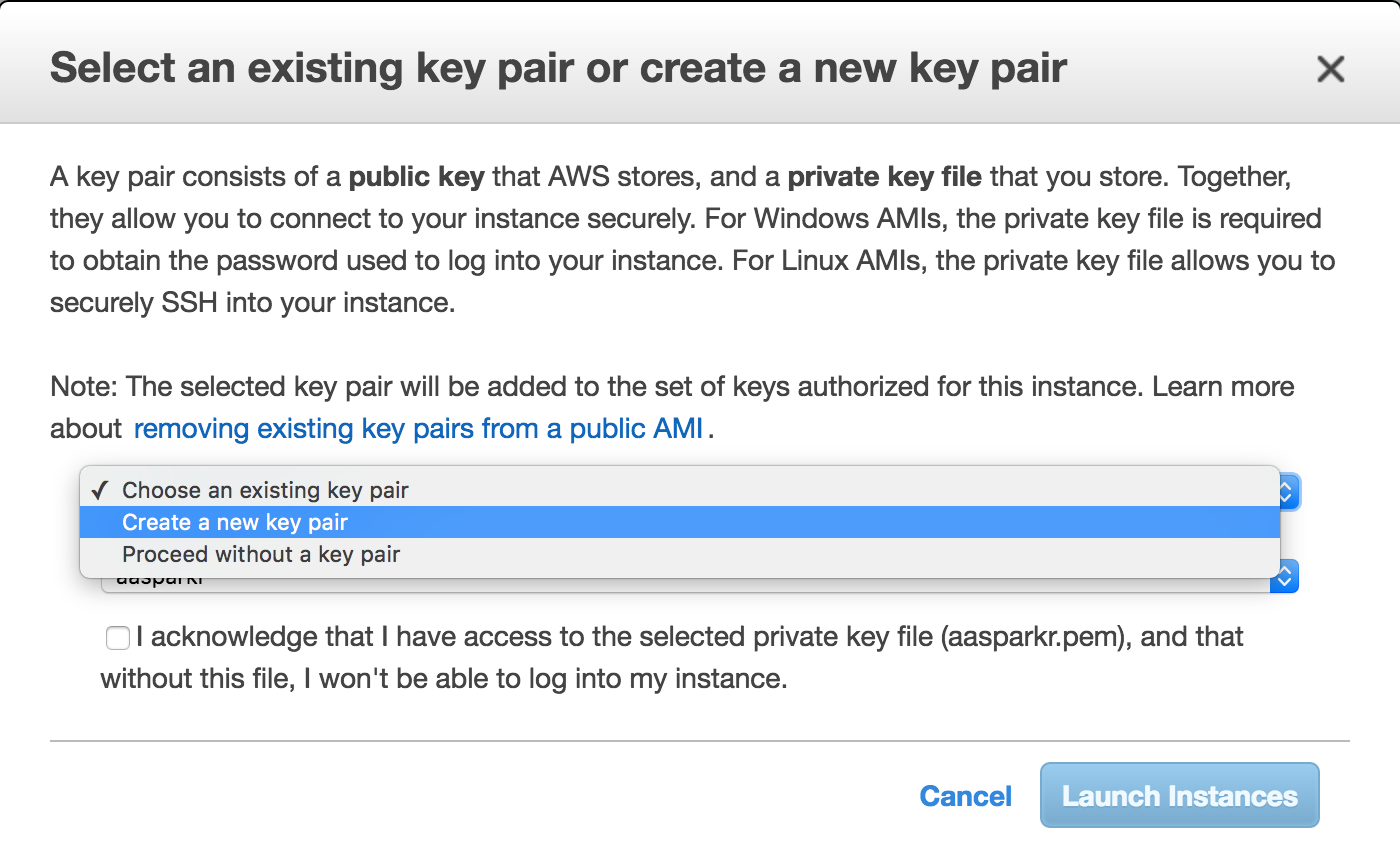 Select an existing key pair or create a new key pair
A key pair consists of a public key that AWS stores, and a private key file that you store. Together,
they allow you to connect to your instance securely. For Windows AMIs, the private key file is required
to obtain the password used to log into your instance. For Linux AMIs, the private key file allows you to
securely SSH into your instance.
Note: The selected key pair will be added to the set of keys authorized for this instance. Learn more
about removing existing key pairs from a public AMI .
✓ Choose an existing key pair
Create a new key pair
Proceed without a key pair
aasparkr
I acknowledge that I have access to the selected private key file (aasparkr.pem), and that
without this file, I won't be able to log into my instance.
Cancel Launch Instances